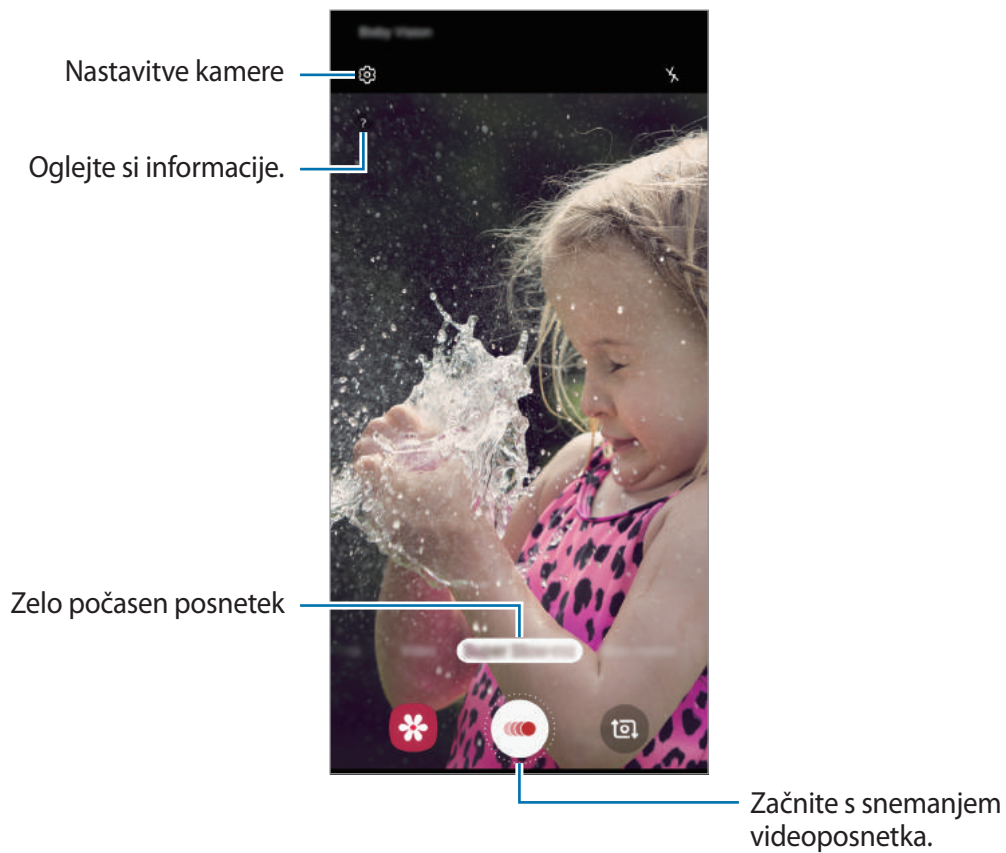 Nastavitve kamere
?
Oglejte si informacije.
Zelo počasen posnetek
Začnite s snemanjem
videoposnetka.